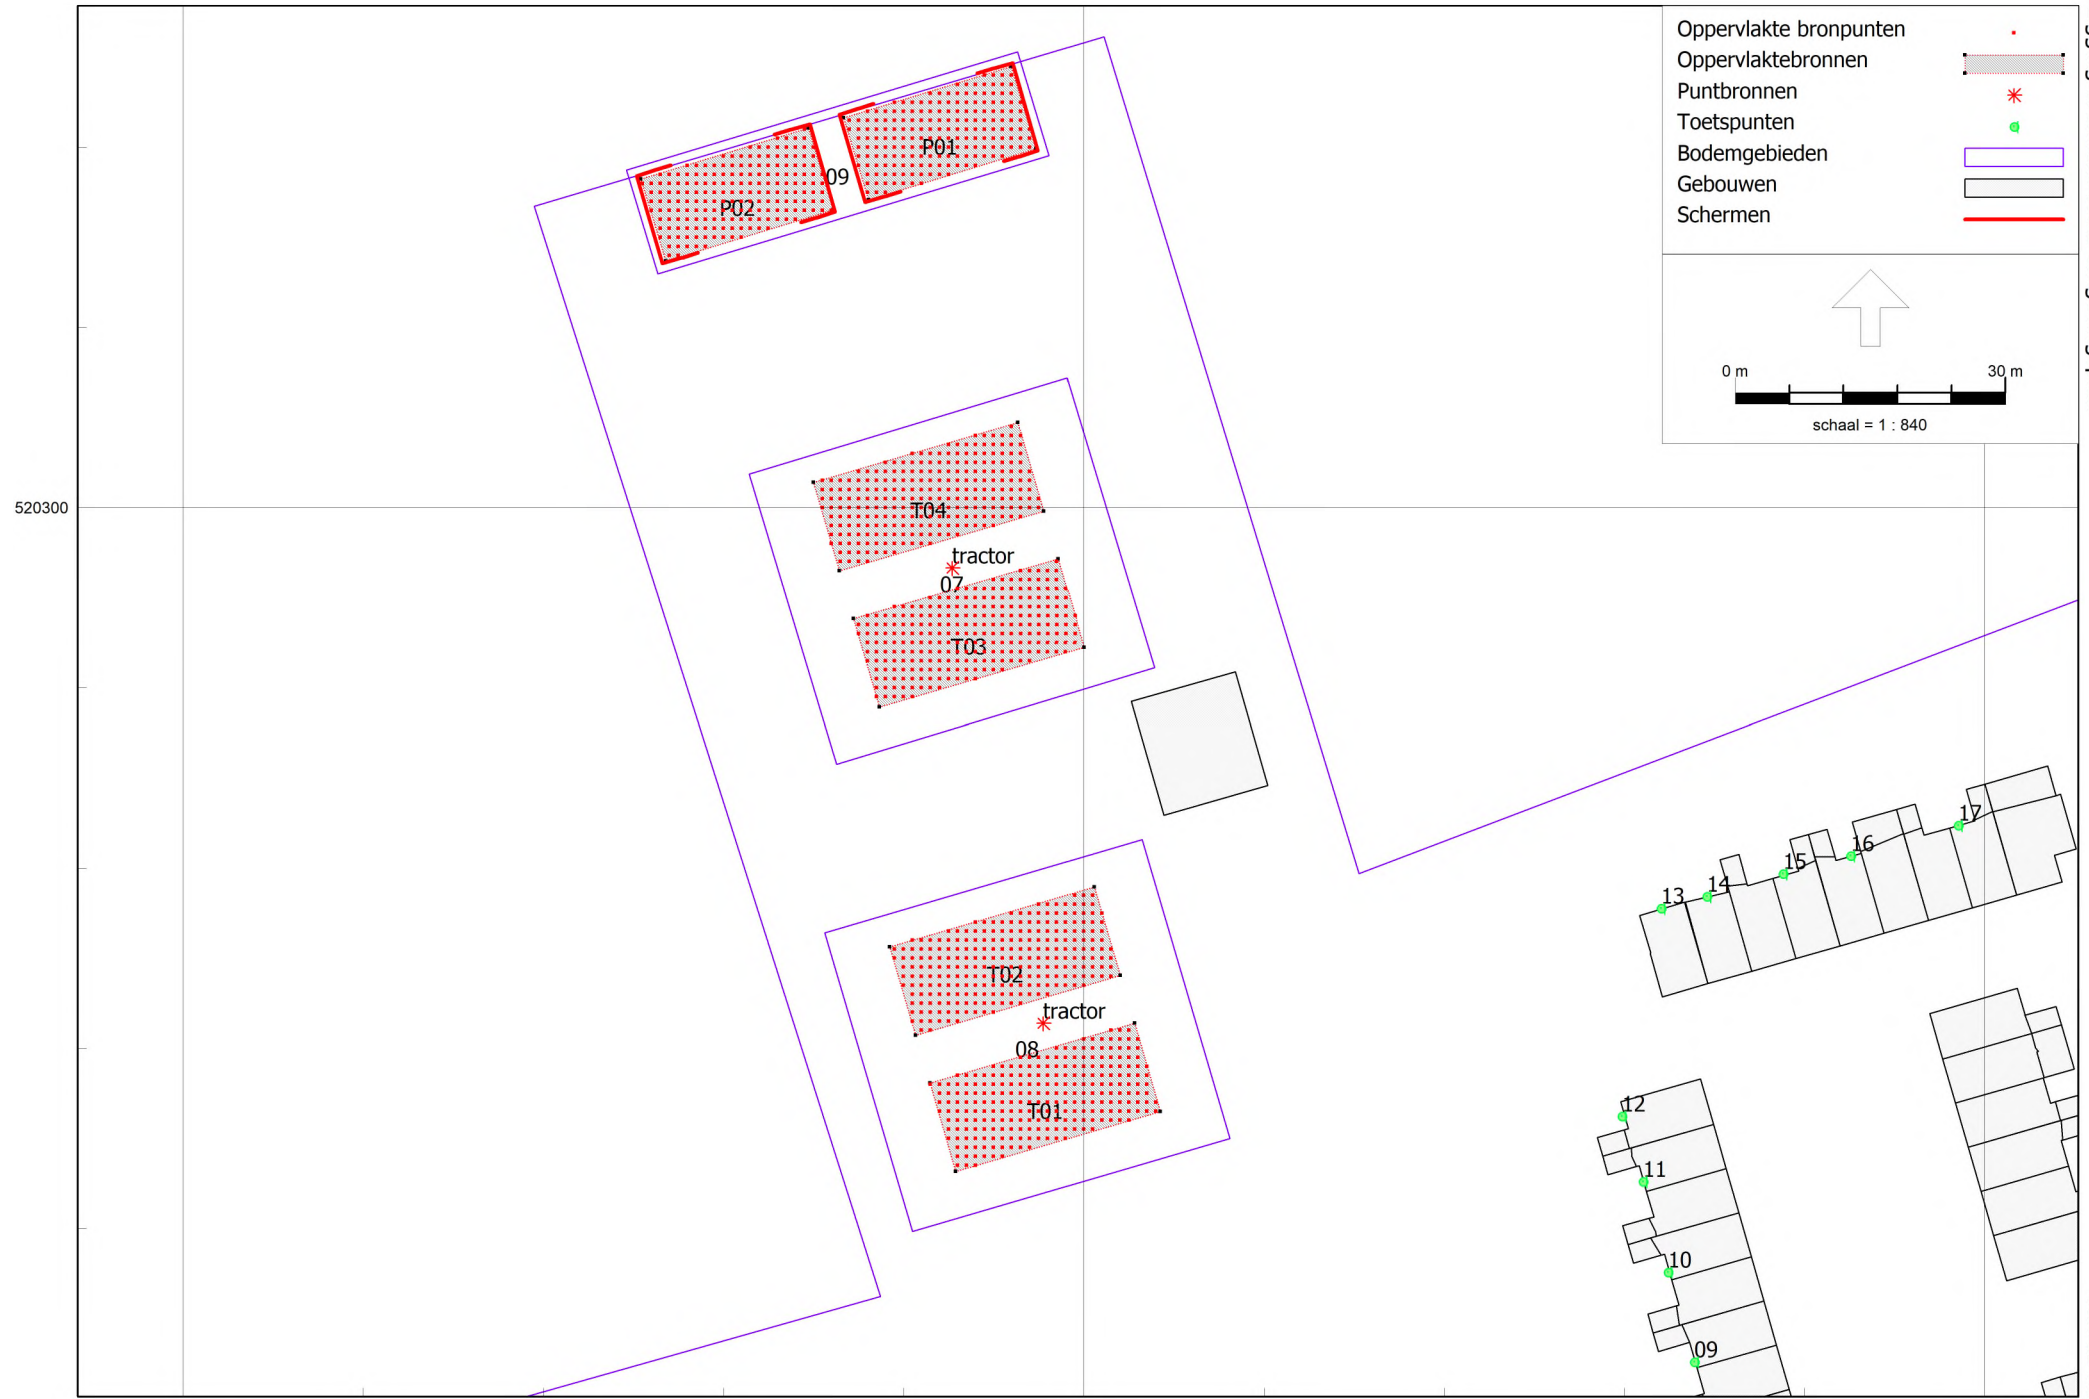 Oppervlakte bronpunten
Oppervlaktebronnen
Puntbronnen
Toetspunten
Bodemgebieden
Gebouwen
Schermen
0 m 30 m
schaal = 1 : 840
P01
09
P02
520300
T04
tractor
07
T03
17
16
15
14
13
T02
tractor
08
T01
12
11
10
09